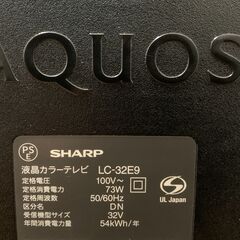 AQUOS
PS
E
SHARP
液晶カラーテレビ LC-32E9
定格電圧 100V~
定格消費電力 73W
定格周波数 50/60Hz
区分名 DN
受信機型サイズ 32V
年間消費電力量 54kWh/年
UL
UL Japan